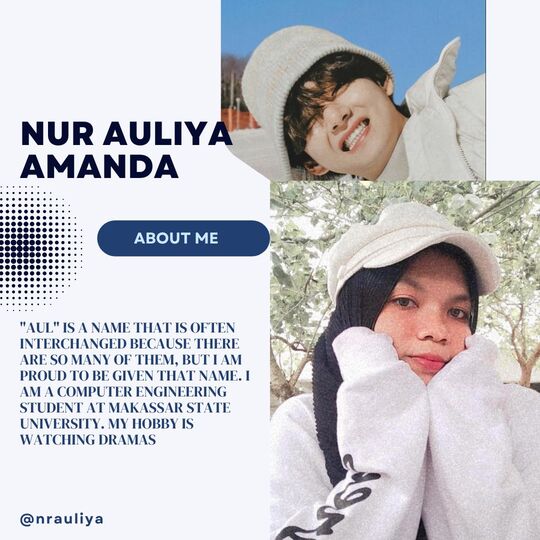 NUR AULIYA
AMANDA
ABOUT ME
"AUL" IS A NAME THAT IS OFTEN
INTERCHANGED BECAUSE THERE
ARE SO MANY OF THEM, BUT I AM
PROUD TO BE GIVEN THAT NAME. I
AM A COMPUTER ENGINEERING
STUDENT AT MAKASSAR STATE
UNIVERSITY. MY HOBBY IS
WATCHING DRAMAS
@nrauliya